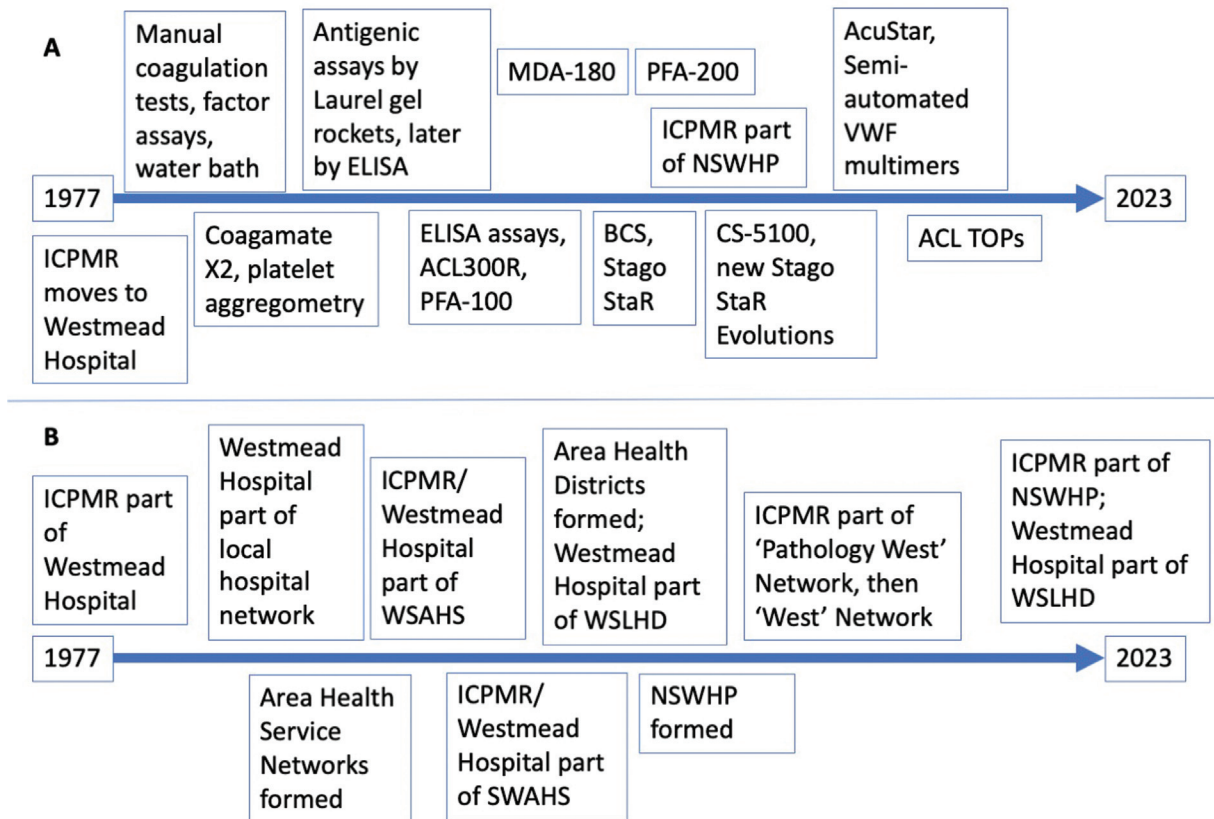 A
Manual
coagulation
tests, factor
assays,
water bath
Antigenic
assays by
Laurel gel
rockets, later
by ELISA
MDA-180
PFA-200
ICPMR part
of NSWHP
AcuStar,
Semi-
automated
VWF
multimers
1977
2023
ICPMR
moves to
Westmead
Hospital
Coagamate
X2, platelet
aggregometry
ELISA assays,
ACL300R,
PFA-100
BCS,
Stago
StaR
CS-5100,
new Stago
StaR
Evolutions
ACL TOPs
B
ICPMR part
of
Westmead
Hospital
Westmead
Hospital
part of
local
hospital
network
ICPMR/
Westmead
Hospital
part of
WSAHS
Area Health
Districts
formed;
Westmead
Hospital part
of WSLHD
ICPMR part of
‘Pathology West’
Network, then
‘West’ Network
ICPMR part of
NSWHP;
Westmead
Hospital part of
WSLHD
1977
2023
Area Health
Service
Networks
formed
ICPMR/
Westmead
Hospital part
of SWAHS
NSWHP
formed